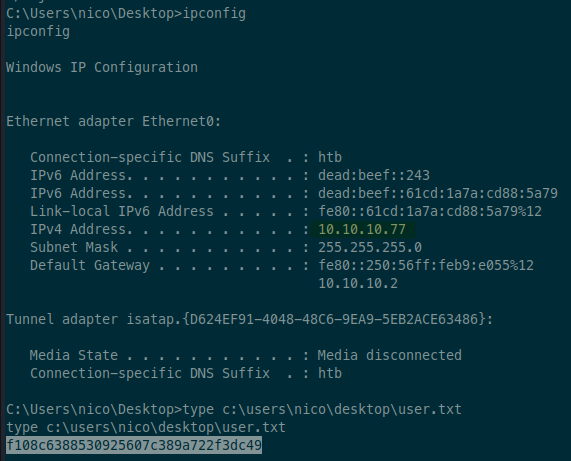 C:\Users\nico\Desktop>ipconfig
ipconfig
Windows IP Configuration
Ethernet adapter Ethernet0:
Connection-specific DNS Suffix  . : htb
IPv6 Address. . . . . . . . . . . : dead:beef::243
IPv6 Address. . . . . . . . . . . : dead:beef::61cd:1a7a:cd88:5a79
Link-local IPv6 Address . . . . . : fe80::61cd:1a7a:cd88:5a79%12
IPv4 Address. . . . . . . . . . . : 10.10.10.77
Subnet Mask . . . . . . . . . . . : 255.255.255.0
Default Gateway . . . . . . . . . : fe80::250:56ff:feb9:e055%12
10.10.10.2
Tunnel adapter isatap.{D624EF91-4048-48C6-9EA9-5EB2ACE63486}:
Media State . . . . . . . . . . . : Media disconnected
Connection-specific DNS Suffix  . : htb
C:\Users\nico\Desktop>type c:\users\nico\desktop\user.txt
type c:\users\nico\desktop\user.txt
f108c6388530925607c389a722f3dc49